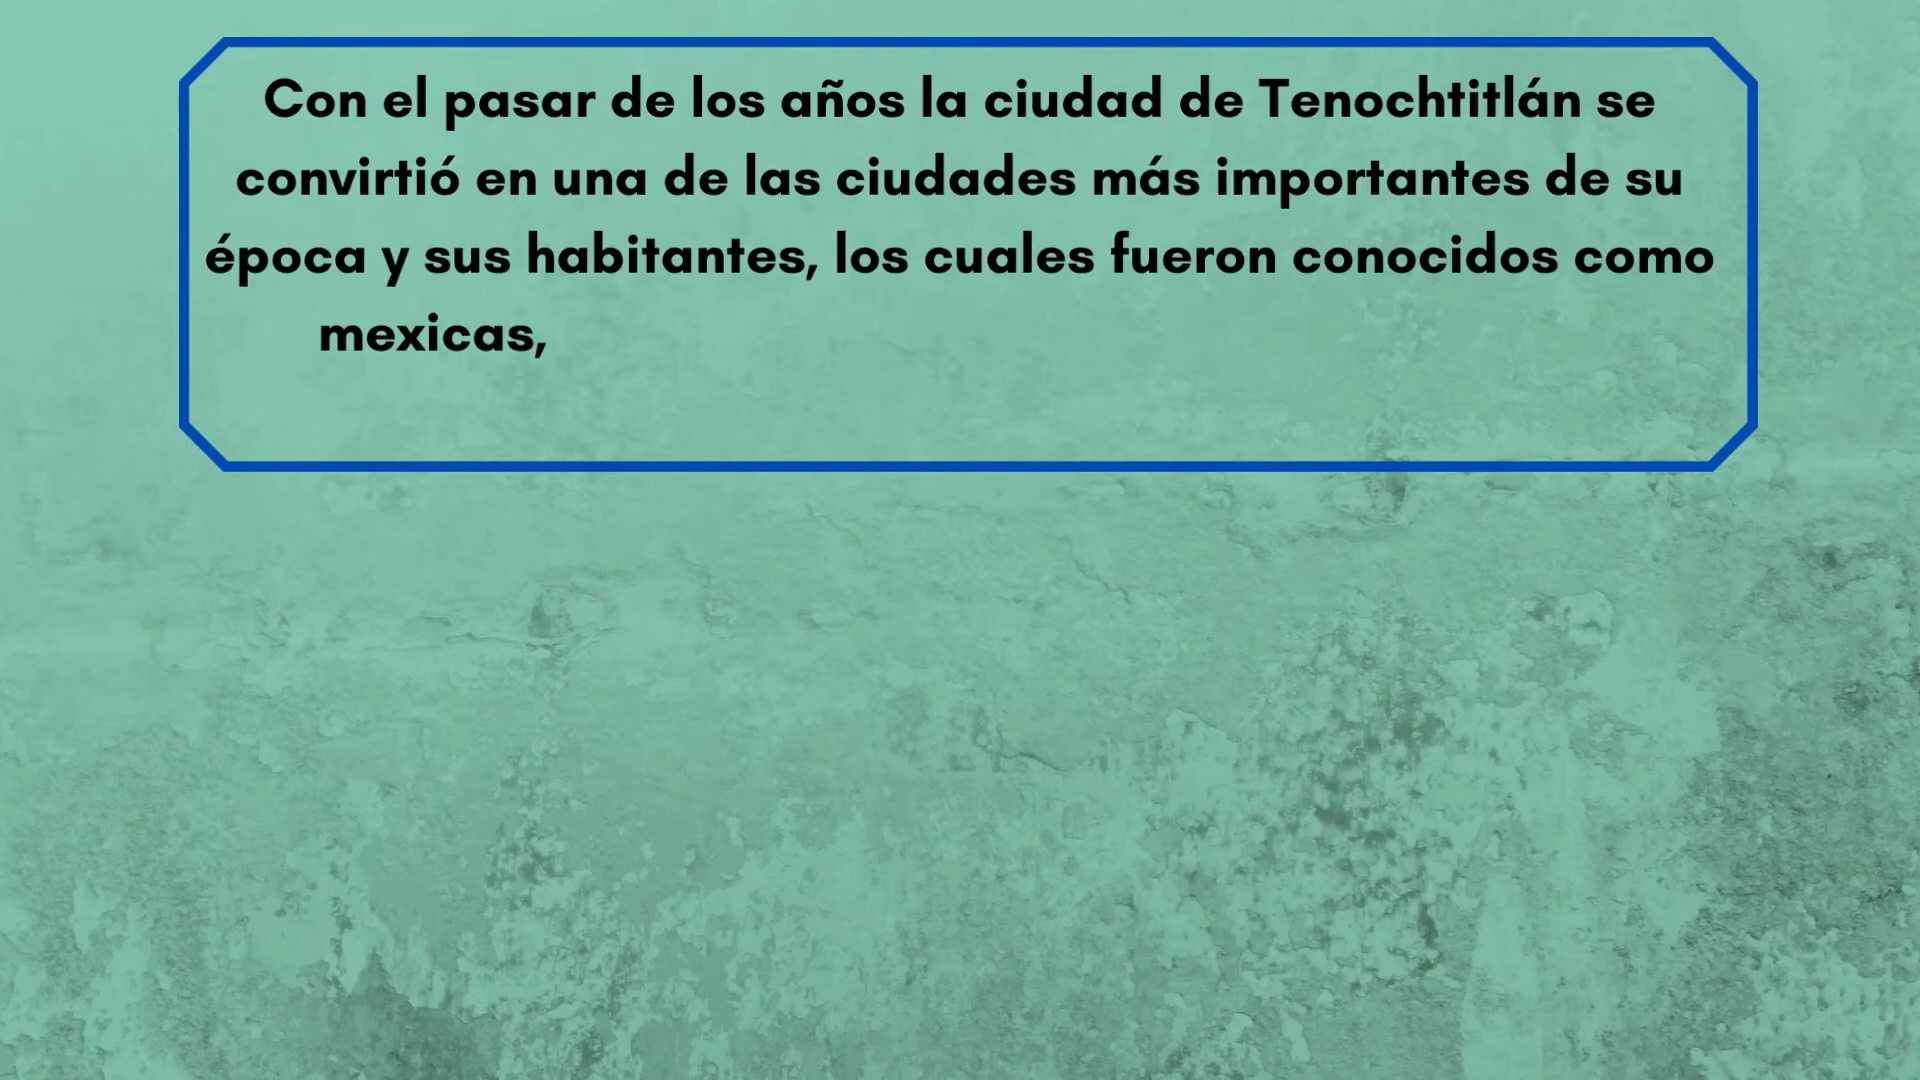 Con el pasar de los años la ciudad de Tenochtitlán se
convirtió en una de las ciudades más importantes de su
época y sus habitantes, los cuales fueron conocidos como
mexicas,